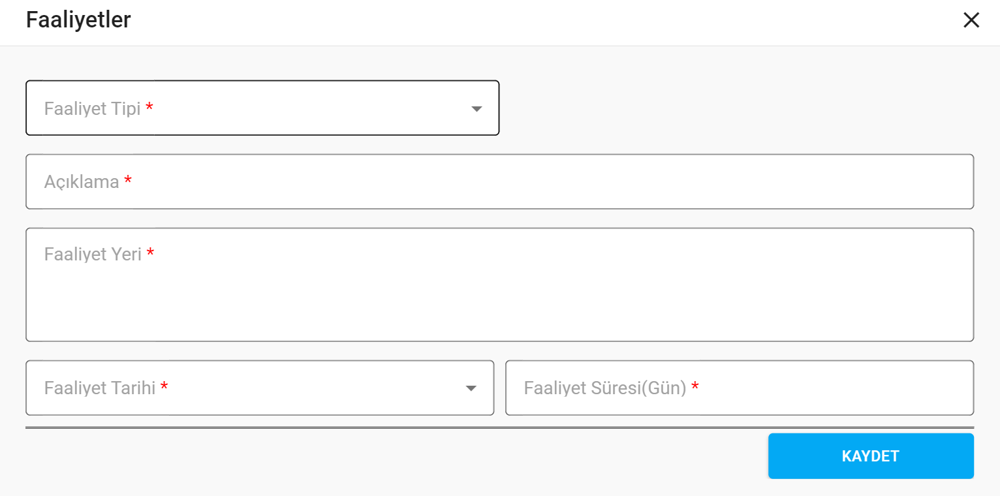 Faaliyetler
Faaliyet Tipi *
Açıklama *
Faaliyet Yeri *
Faaliyet Tarihi *
Faaliyet Süresi(Gün) *
KAYDET